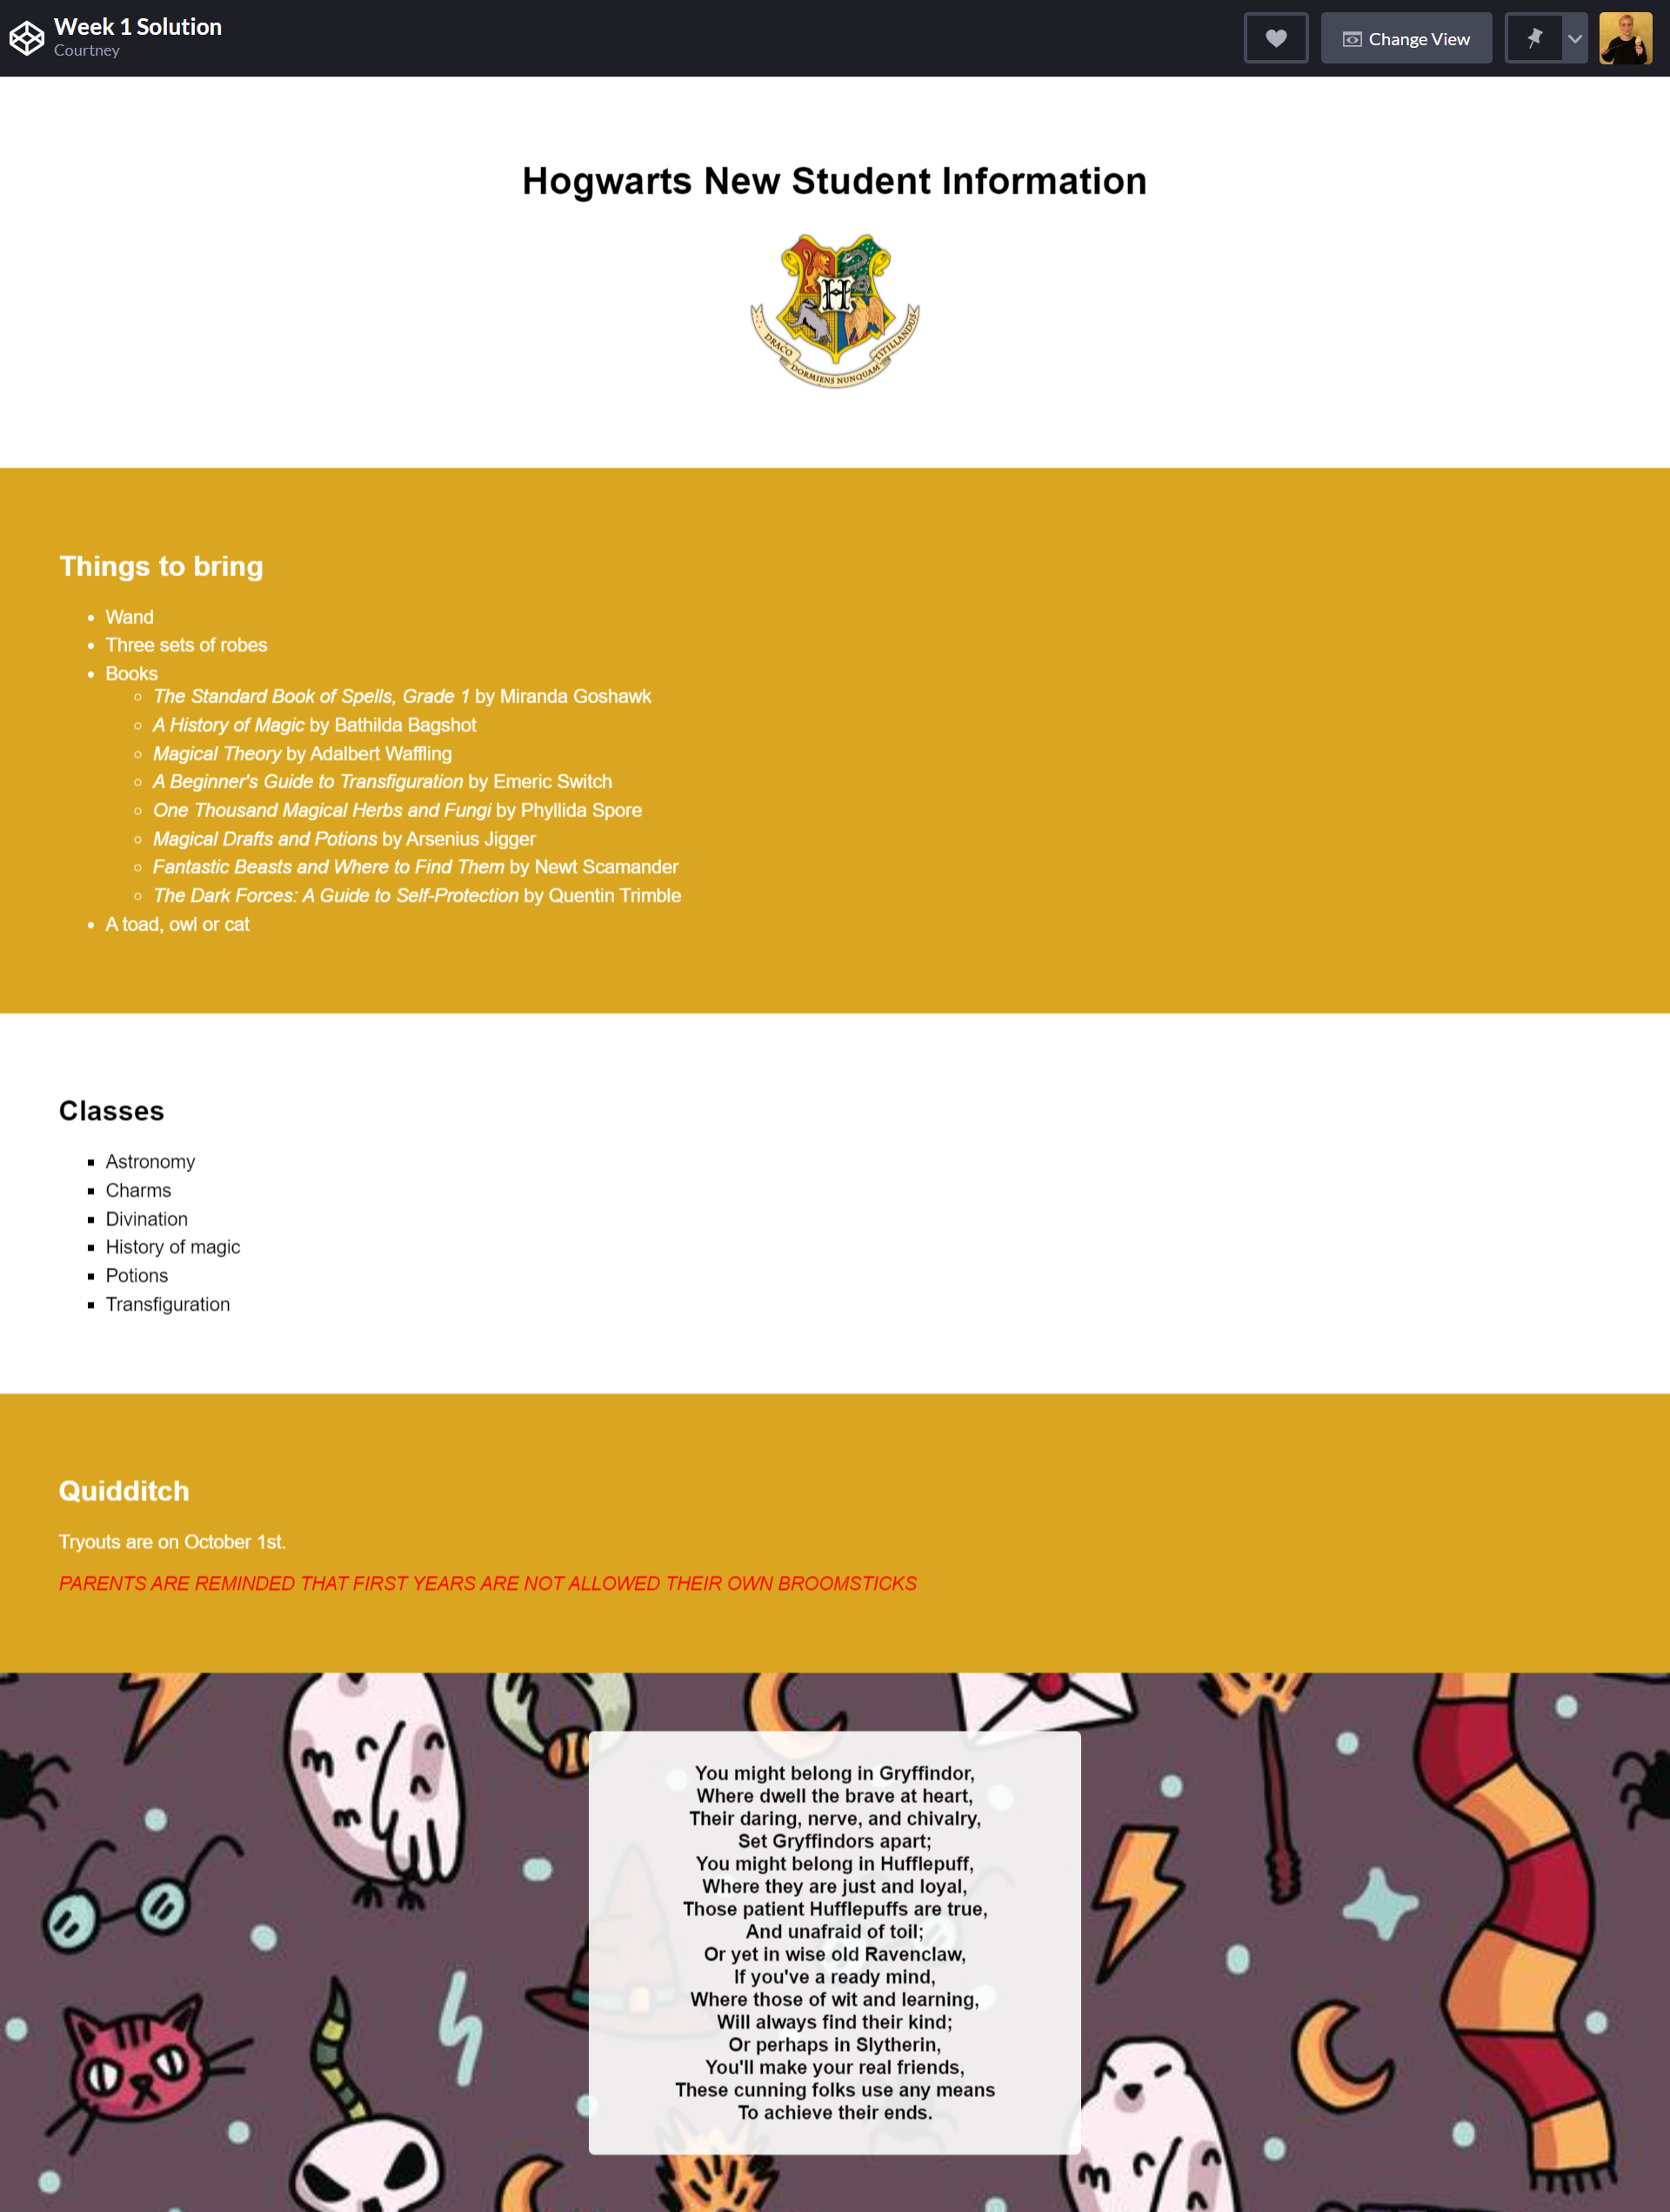 Week 1 Solution
Courtney
Change View
Hogwarts New Student Information
H
DRACO DORMIENS NUNQUAM TITILLANDUS
Things to bring
Wand
Three sets of robes
Books
The Standard Book of Spells, Grade 1 by Miranda Goshawk
A History of Magic by Bathilda Bagshot
Magical Theory by Adalbert Waffling
A Beginner's Guide to Transfiguration by Emeric Switch
One Thousand Magical Herbs and Fungi by Phyllida Spore
Magical Drafts and Potions by Arsenius Jigger
Fantastic Beasts and Where to Find Them by Newt Scamander
The Dark Forces: A Guide to Self-Protection by Quentin Trimble
A toad, owl or cat
Classes
Astronomy
Charms
Divination
History of magic
Potions
Transfiguration
Quidditch
Tryouts are on October 1st.
PARENTS ARE REMINDED THAT FIRST YEARS ARE NOT ALLOWED THEIR OWN BROOMSTICKS
You might belong in Gryffindor,
Where dwell the brave at heart,
Their daring, nerve, and chivalry,
Set Gryffindors apart;
You might belong in Hufflepuff,
Where they are just and loyal,
Those patient Hufflepuffs are true,
And unafraid of toil;
Or yet in wise old Ravenclaw,
If you've a ready mind,
Where those of wit and learning,
Will always find their kind;
Or perhaps in Slytherin,
You'll make your real friends,
These cunning folks use any means
To achieve their ends.